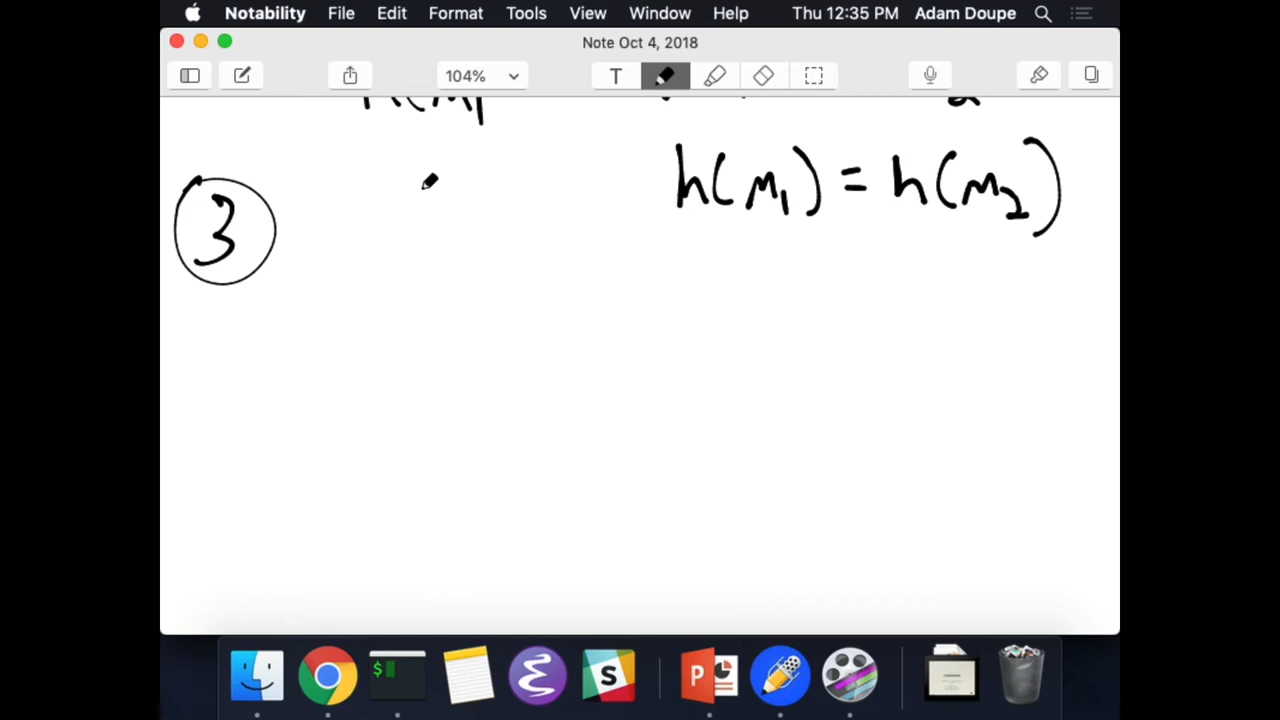 Notability File Edit Format Tools View Window Help Thu 12:35 PM Adam Doupe
Note Oct 4, 2018
104% T
h(m1) = h(m2)
3
$
S
P